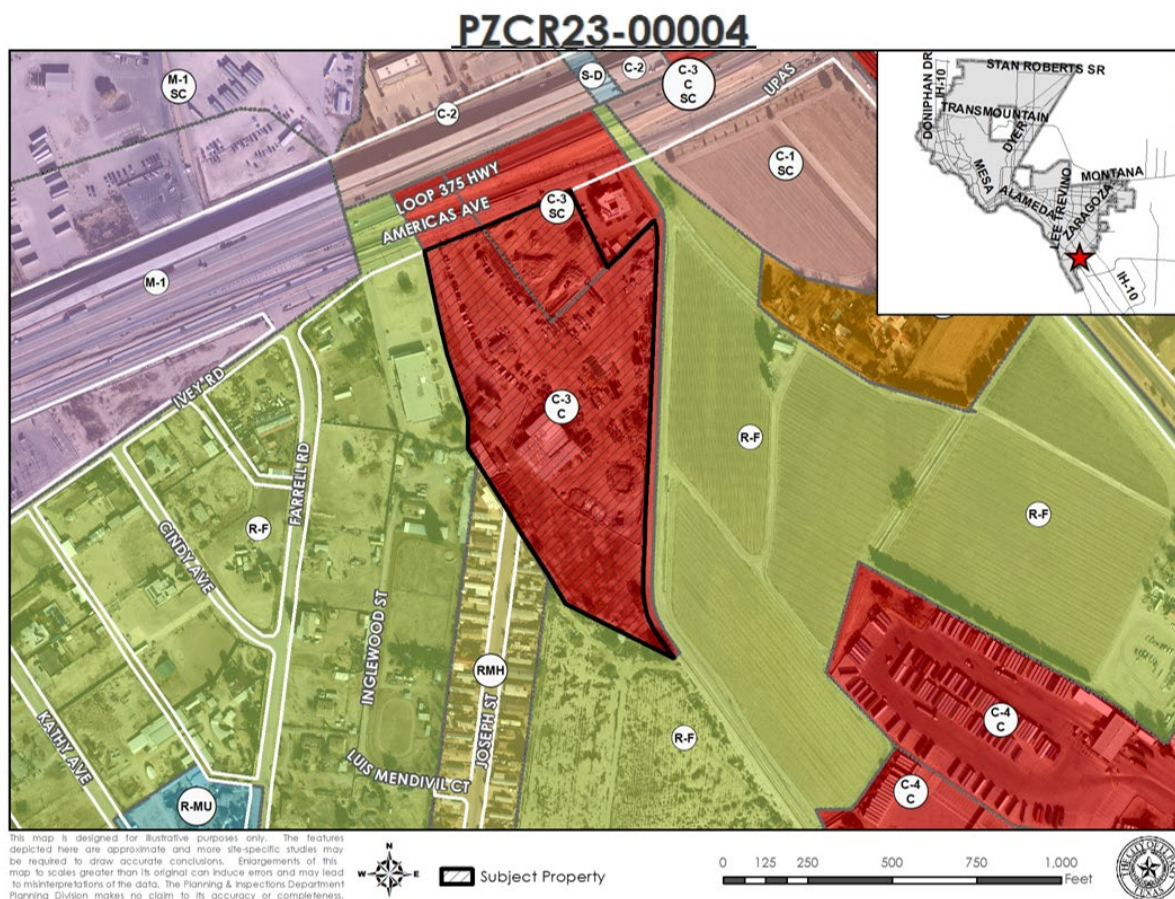 PZCR23-00004
M-1
SC
C-2
S-D
C-2
C-3
C
SC
UPAS
C-1
SC
LOOP 375 HWY
AMERICAS AVE
C-3
SC
M-1
IVEY RD
FARRELL RD
CINDY AVE
R-F
C-3
C
R-F
R-F
INGLEWOOD ST
RMH
JOSEPH ST
KATHY AVE
LUIS MENDIVIL CT
R-MU
R-F
C-4
C
C-4
C
DONIPHAN DR
IH-10
STAN ROBERTS SR
TRANSMOUNTAIN
DYER
MESA
MONTANA
ALAMEDA
LEE TREVINO
ZARAGOZA
IH-10
This map is designed for illustrative purposes only. The features
depicted here are approximate and more site-specific studies may
be required to draw accurate conclusions. Enlargements of this
map to scales greater than its original can induce errors and may lead
to misinterpretations of the data. The Planning & Inspections Department
Planning Division makes no claim to its accuracy or completeness.
N
W E
S
Subject Property
0 125 250 500 750 1,000
Feet